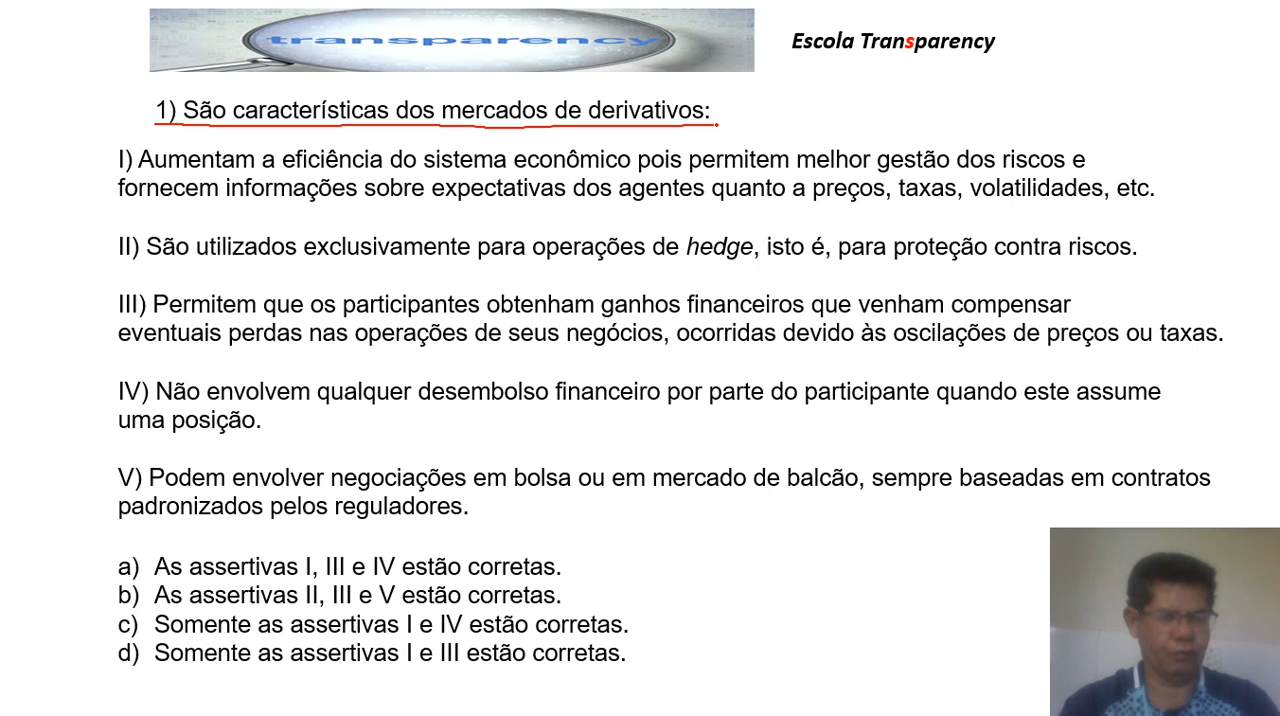 transparency
Escola Transparency
1) São características dos mercados de derivativos:
I) Aumentam a eficiência do sistema econômico pois permitem melhor gestão dos riscos e
fornecem informações sobre expectativas dos agentes quanto a preços, taxas, volatilidades, etc.
II) São utilizados exclusivamente para operações de hedge, isto é, para proteção contra riscos.
III) Permitem que os participantes obtenham ganhos financeiros que venham compensar
eventuais perdas nas operações de seus negócios, ocorridas devido às oscilações de preços ou taxas.
IV) Não envolvem qualquer desembolso financeiro por parte do participante quando este assume
uma posição.
V) Podem envolver negociações em bolsa ou em mercado de balcão, sempre baseadas em contratos
padronizados pelos reguladores.
a) As assertivas I, III e IV estão corretas.
b) As assertivas II, III e V estão corretas.
c) Somente as assertivas I e IV estão corretas.
d) Somente as assertivas I e III estão corretas.